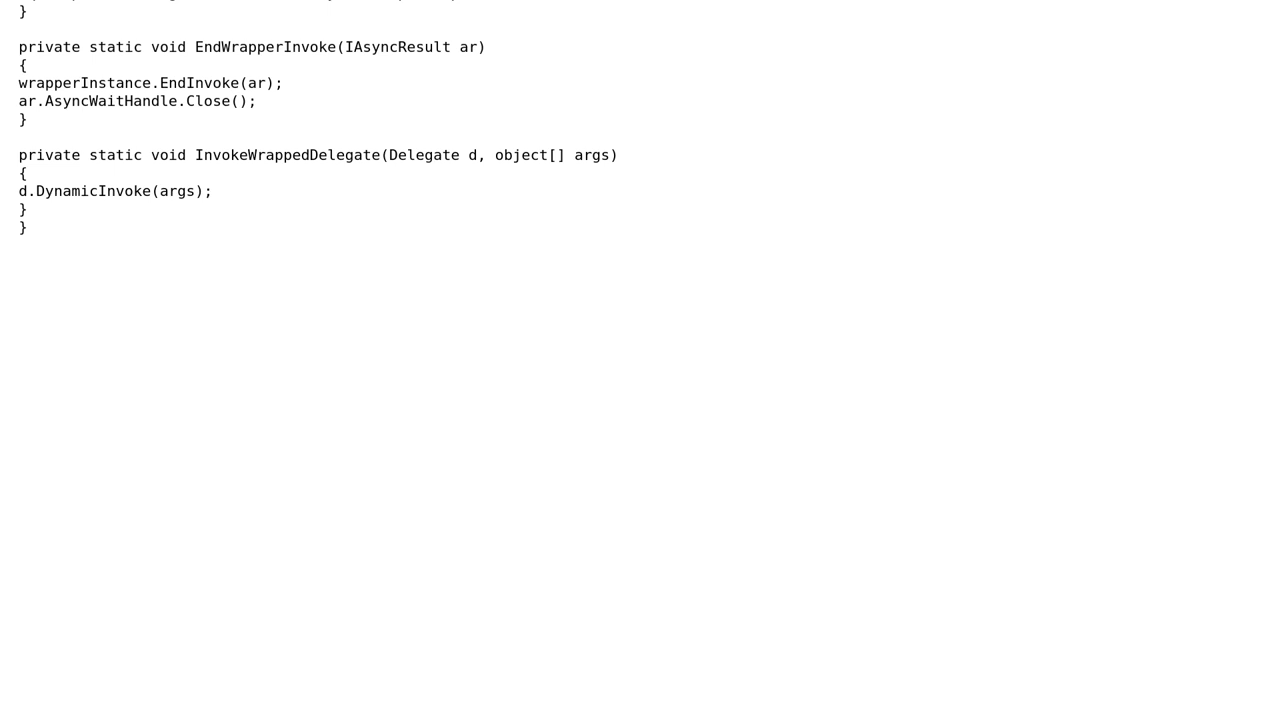 }

private static void EndWrapperInvoke(IAsyncResult ar)
{
wrapperInstance.EndInvoke(ar);
ar.AsyncWaitHandle.Close();
}

private static void InvokeWrappedDelegate(Delegate d, object[] args)
{
d.DynamicInvoke(args);
}
}